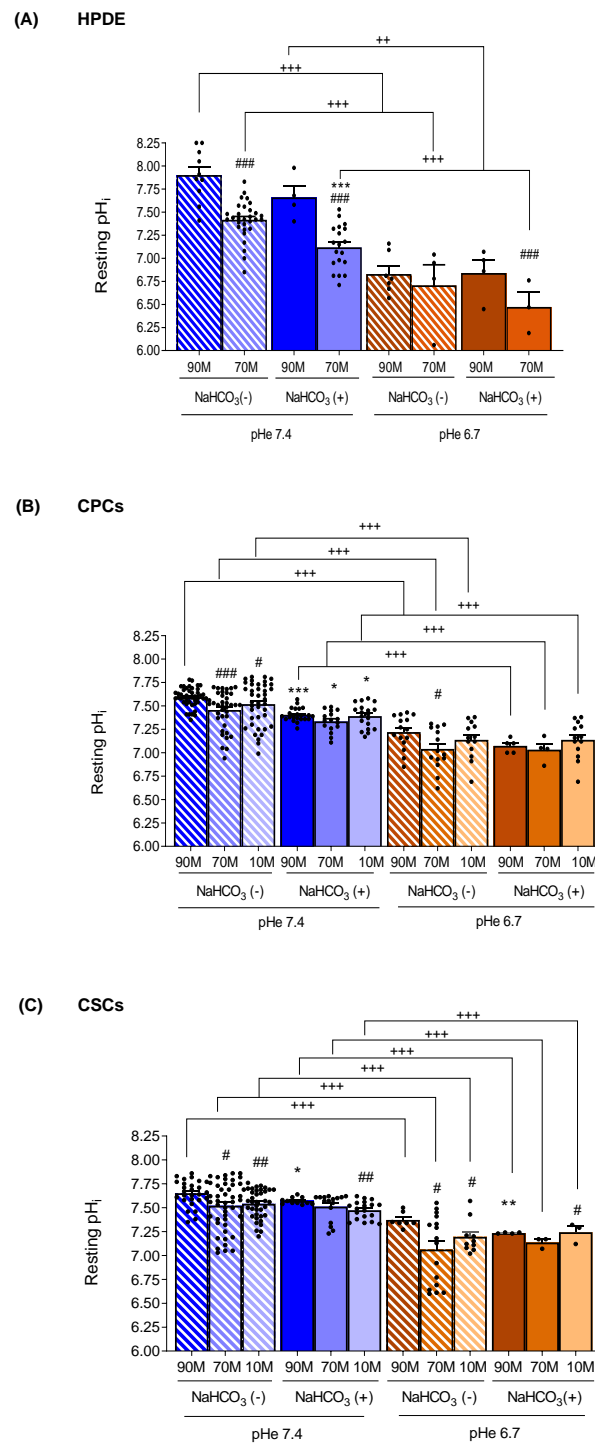 (A) HPDE
++
+++
+++
+++
###
***
###
###
Resting pHi
8.25
8.00
7.75
7.50
7.25
7.00
6.75
6.50
6.25
6.00
90M 70M 90M 70M 90M 70M 90M 70M
NaHCO3(-) NaHCO3(+) NaHCO3 (-) NaHCO3 (+)
pHe 7.4 pHe 6.7
(B) CPCs
+++
+++
+++
+++
+++
+++
### # *** * * #
Resting pHi
8.25
8.00
7.75
7.50
7.25
7.00
6.75
6.50
6.25
6.00
90M 70M 10M 90M 70M 10M 90M 70M 10M 90M 70M 10M
NaHCO3 (-) NaHCO3 (+) NaHCO3 (-) NaHCO3 (+)
pHe 7.4 pHe 6.7
(C) CSCs
+++
+++
+++
+++
+++
+++
# ## * ## # # ** #
Resting pHi
8.25
8.00
7.75
7.50
7.25
7.00
6.75
6.50
6.25
6.00
90M 70M 10M 90M 70M 10M 90M 70M 10M 90M 70M 10M
NaHCO3 (-) NaHCO3 (+) NaHCO3 (-) NaHCO3(+)
pHe 7.4 pHe 6.7